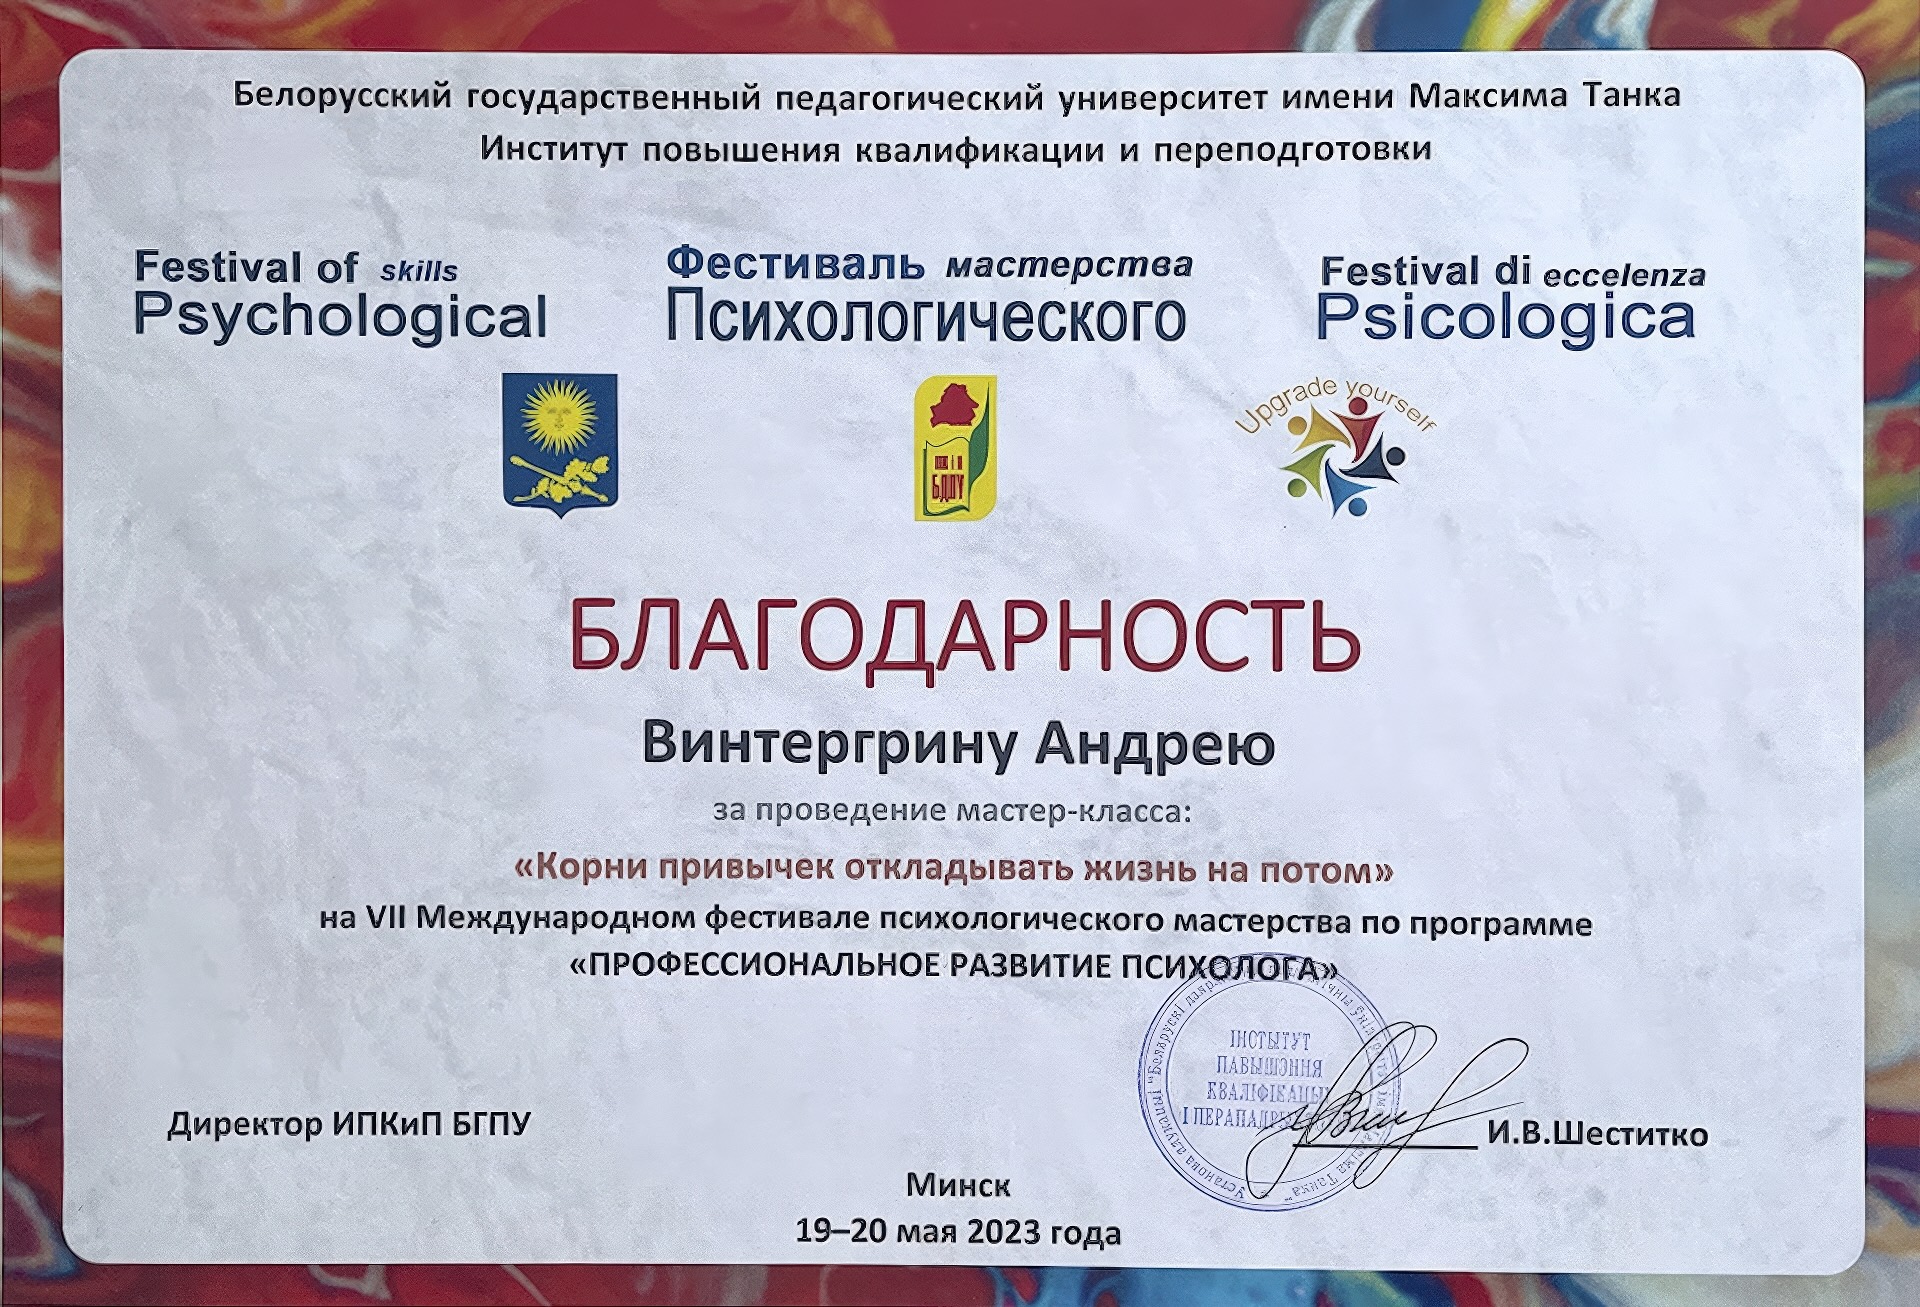 Белорусский государственный педагогический университет имени Максима Танка
Институт повышения квалификации и переподготовки
Festival of skills
Psychological
Фестиваль мастерства
Психологического
Festival di eccelenza
Psicologica
БДПУ
Upgrade yourself
БЛАГОДАРНОСТЬ
Винтергрину Андрею
за проведение мастер-класса:
«Корни привычек откладывать жизнь на потом»
на VII Международном фестивале психологического мастерства по программе
«ПРОФЕССИОНАЛЬНОЕ РАЗВИТИЕ ПСИХОЛОГА»
ІНСТЫТУТ
ПАВЫШЭННЯ
КВАЛІФІКАЦЫІ
Директор ИПКиП БГПУ
И.В.Шеститко
Минск
19–20 мая 2023 года